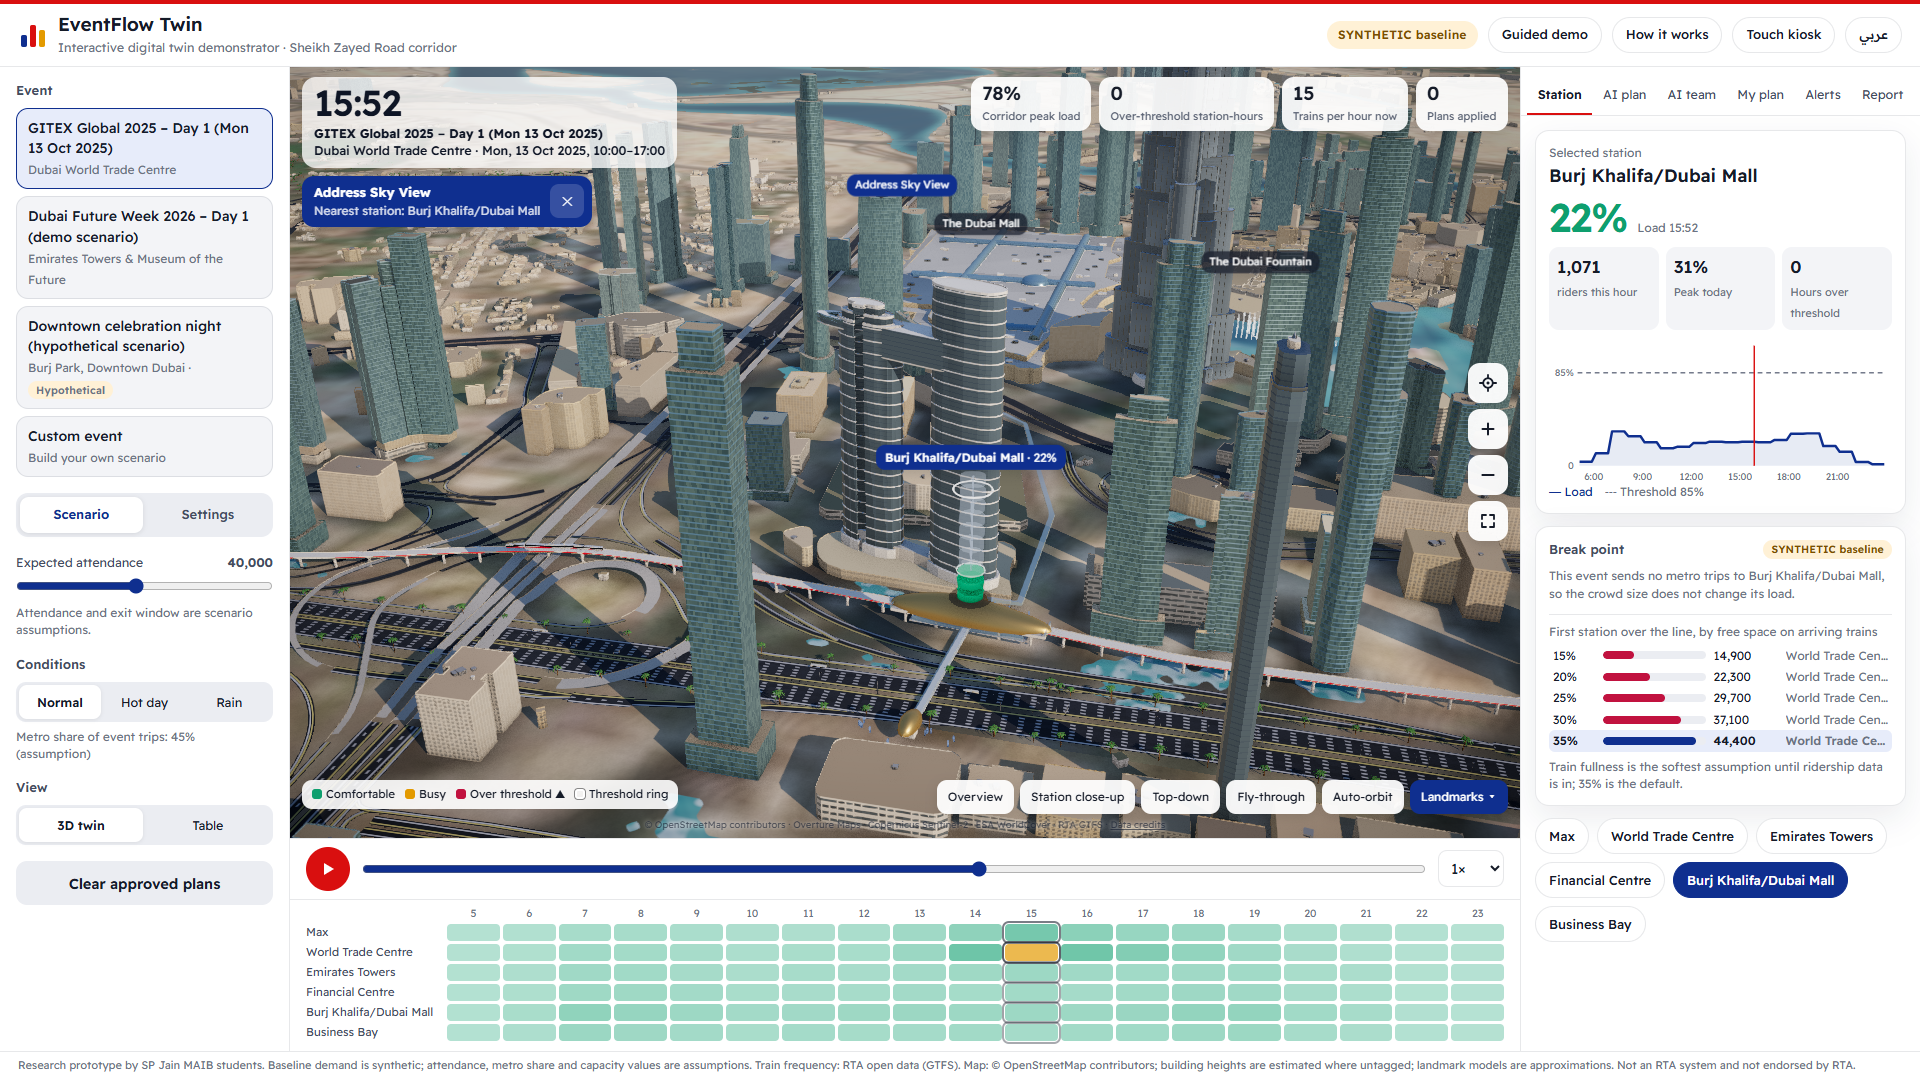 EventFlow Twin
Interactive digital twin demonstrator · Sheikh Zayed Road corridor
SYNTHETIC baseline
Guided demo
How it works
Touch kiosk
عربي
Event
GITEX Global 2025 – Day 1 (Mon
13 Oct 2025)
Dubai World Trade Centre
Dubai Future Week 2026 – Day 1
(demo scenario)
Emirates Towers & Museum of the
Future
Downtown celebration night
(hypothetical scenario)
Burj Park, Downtown Dubai ·
Hypothetical
Custom event
Build your own scenario
Scenario
Settings
Expected attendance
40,000
Attendance and exit window are scenario
assumptions.
Conditions
Normal
Hot day
Rain
Metro share of event trips: 45%
(assumption)
View
3D twin
Table
Clear approved plans
15:52
GITEX Global 2025 – Day 1 (Mon 13 Oct 2025)
Dubai World Trade Centre · Mon, 13 Oct 2025, 10:00–17:00
Address Sky View
Nearest station: Burj Khalifa/Dubai Mall
78%
Corridor peak load
0
Over-threshold station-hours
15
Trains per hour now
0
Plans applied
Address Sky View
The Dubai Mall
The Dubai Fountain
Burj Khalifa/Dubai Mall · 22%
Comfortable
Busy
Over threshold ▲
Threshold ring
Overview
Station close-up
Top-down
Fly-through
Auto-orbit
Landmarks
© OpenStreetMap contributors · Overture Maps · Copernicus Sentinel-2 · ESA WorldCover · RTA GTFS · Data credits
1×
5 6 7 8 9 10 11 12 13 14 15 16 17 18 19 20 21 22 23
Max
World Trade Centre
Emirates Towers
Financial Centre
Burj Khalifa/Dubai Mall
Business Bay
Station
AI plan
AI team
My plan
Alerts
Report
Selected station
Burj Khalifa/Dubai Mall
22% Load 15:52
1,071
riders this hour
31%
Peak today
0
Hours over
threshold
85%
0
6:00 9:00 12:00 15:00 18:00 21:00
— Load --- Threshold 85%
Break point
SYNTHETIC baseline
This event sends no metro trips to Burj Khalifa/Dubai Mall,
so the crowd size does not change its load.
First station over the line, by free space on arriving trains
15% 14,900 World Trade Cen...
20% 22,300 World Trade Cen...
25% 29,700 World Trade Cen...
30% 37,100 World Trade Cen...
35% 44,400 World Trade Ce...
Train fullness is the softest assumption until ridership data
is in; 35% is the default.
Max
World Trade Centre
Emirates Towers
Financial Centre
Burj Khalifa/Dubai Mall
Business Bay
Research prototype by SP Jain MAIB students. Baseline demand is synthetic; attendance, metro share and capacity values are assumptions. Train frequency: RTA open data (GTFS). Map: © OpenStreetMap contributors; building heights are estimated where untagged; landmark models are approximations. Not an RTA system and not endorsed by RTA.